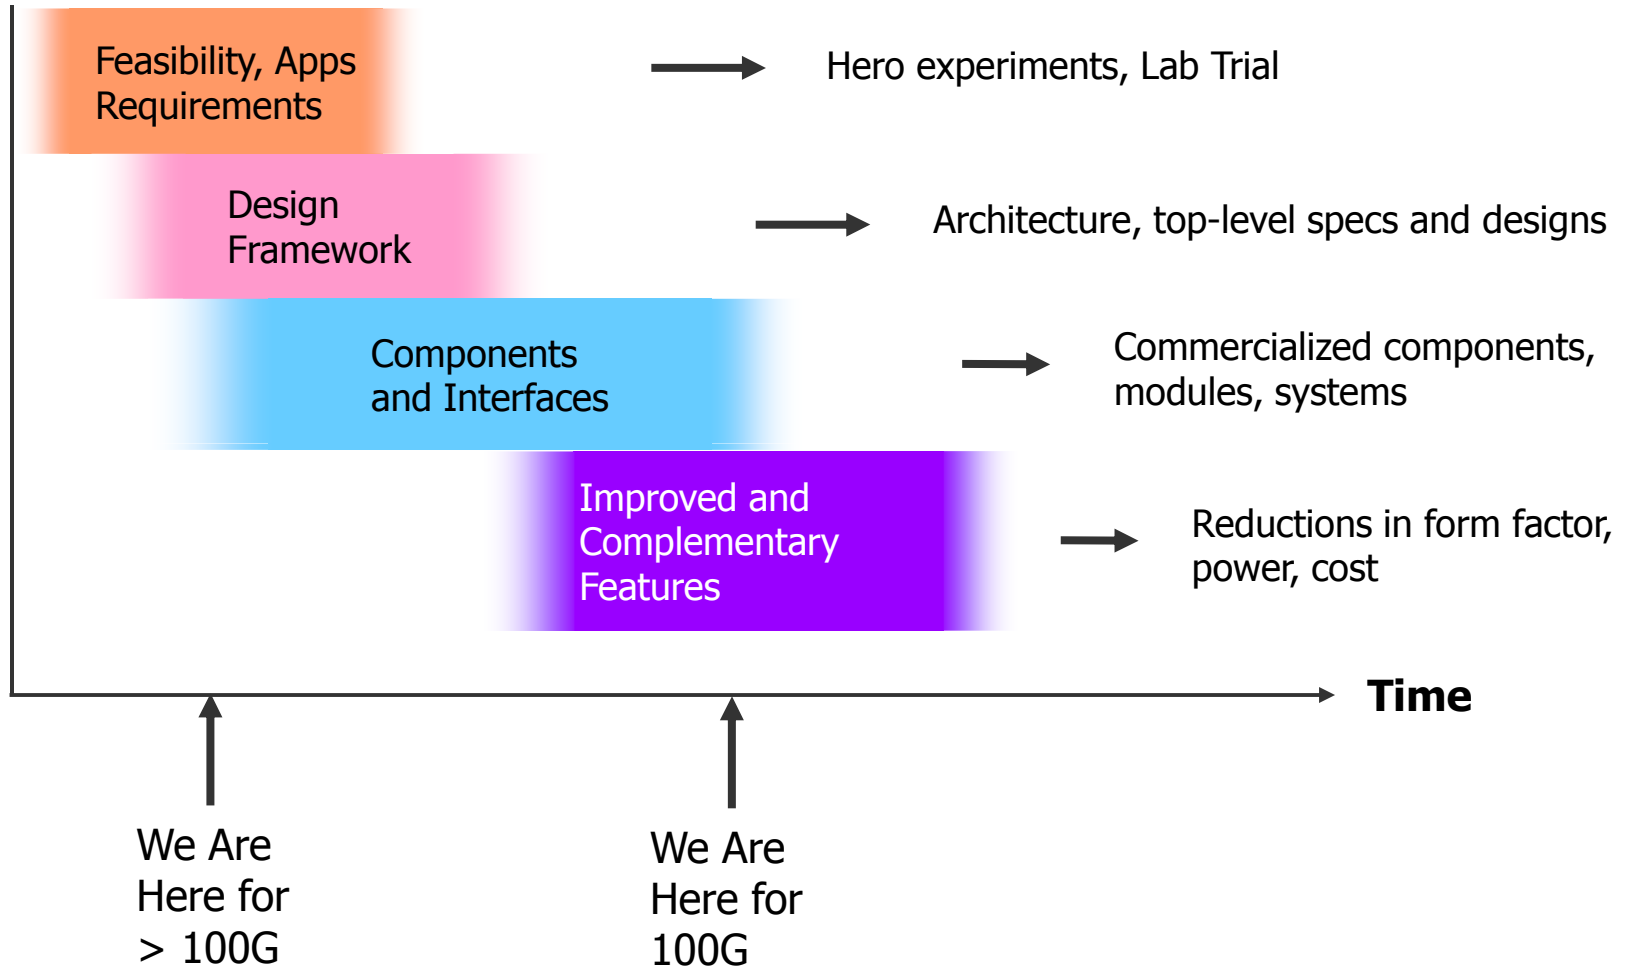 Feasibility, Apps
Requirements
Hero experiments, Lab Trial
Design
Framework
Architecture, top-level specs and designs
Components
and Interfaces
Commercialized components,
modules, systems
Improved and
Complementary
Features
Reductions in form factor,
power, cost
Time
We Are
Here for
> 100G
We Are
Here for
100G